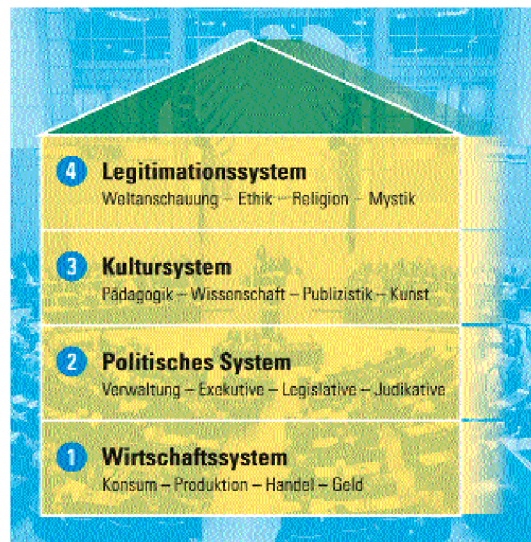 4 Legitimationssystem
Weltanschauung – Ethik – Religion – Mystik
3 Kultursystem
Pädagogik – Wissenschaft – Publizistik – Kunst
2 Politisches System
Verwaltung – Exekutive – Legislative – Judikative
1 Wirtschaftssystem
Konsum – Produktion – Handel – Geld